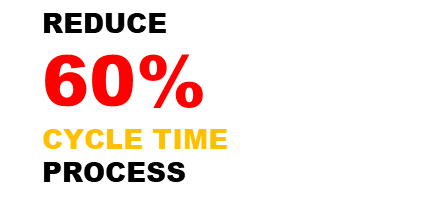 REDUCE
60%
CYCLE TIME
PROCESS